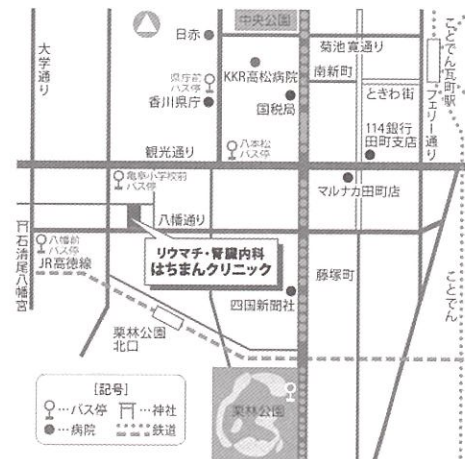 中央公園
日赤
大学通り
菊池寛通り
ことでん瓦町駅
KKR高松病院
南新町
県庁前
バス停
ときわ街
フェリー通り
香川県庁
国税局
114銀行
田町支店
八本松
バス停
観光通り
亀阜小学校前
バス停
マルナカ田町店
八幡通り
石清尾八幡宮
八幡前
バス停
JR高徳線
リウマチ・腎臓内科
はちまんクリニック
藤塚町
ことでん
四国新聞社
栗林公園
北口
栗林公園
[記号]
…バス停
…神社
…病院
…鉄道